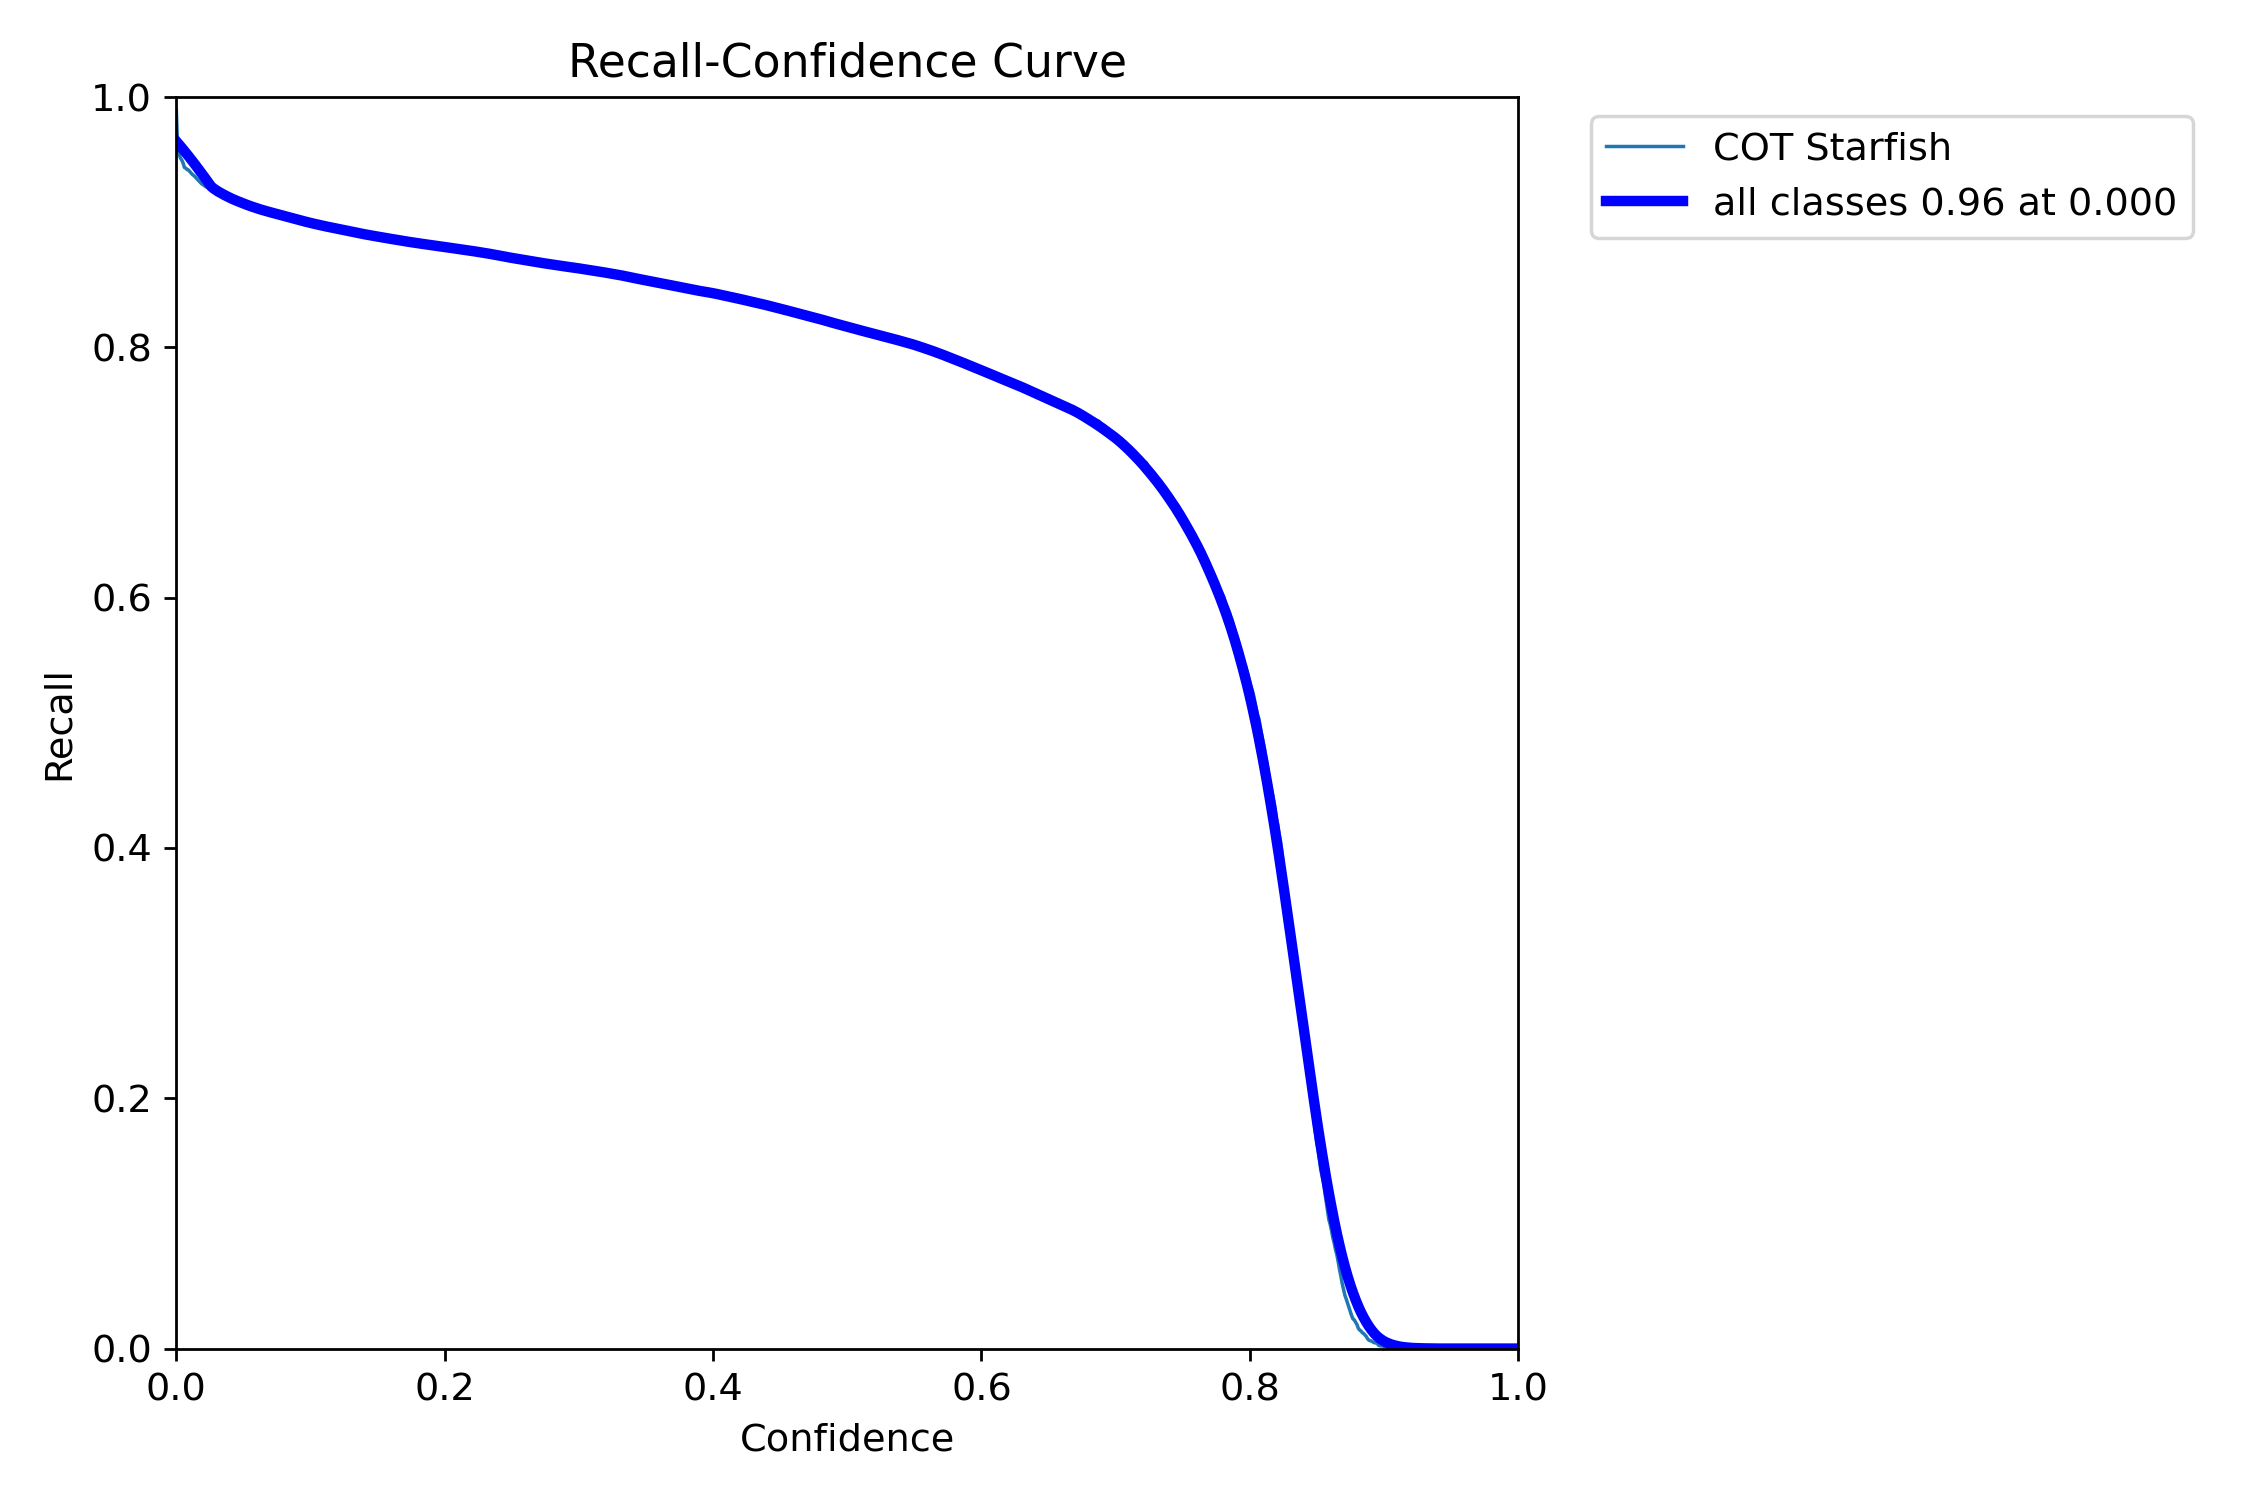 Recall-Confidence Curve
1.0
0.8
0.6
0.4
0.2
0.0
Recall
0.0 0.2 0.4 0.6 0.8 1.0
Confidence
COT Starfish
all classes 0.96 at 0.000